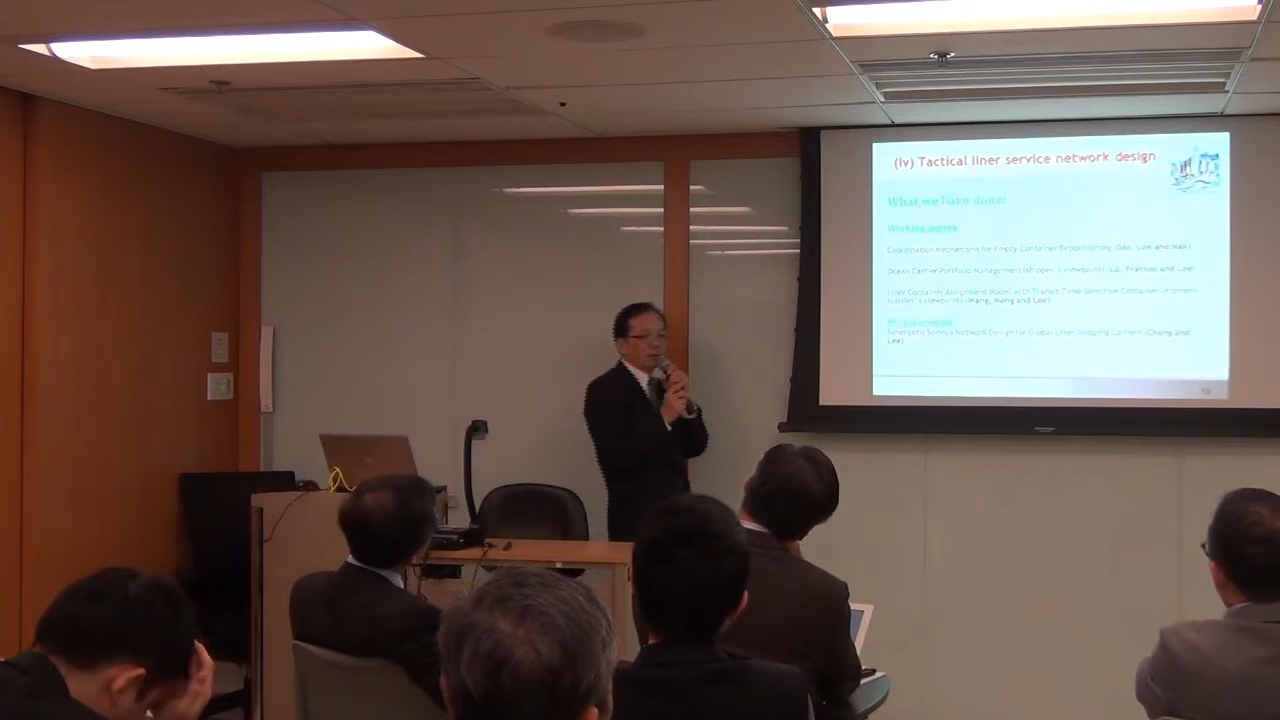 (iv) Tactical liner service network design
What we have done:
Working papers
Coordination Mechanisms for Empty Container Repositioning (Gao, Lee and Mak)
Ocean Carrier Portfolio Management (shipper's viewpoint) (Lu, Fransoo and Lee)
Liner Container Assignment Model with Transit-Time-Sensitive Container Shipment
(carrier's viewpoint) (Wang, Meng and Lee)
Synergetic Service Network Design for Global Liner Shipping Carriers (Chang and
Lee)